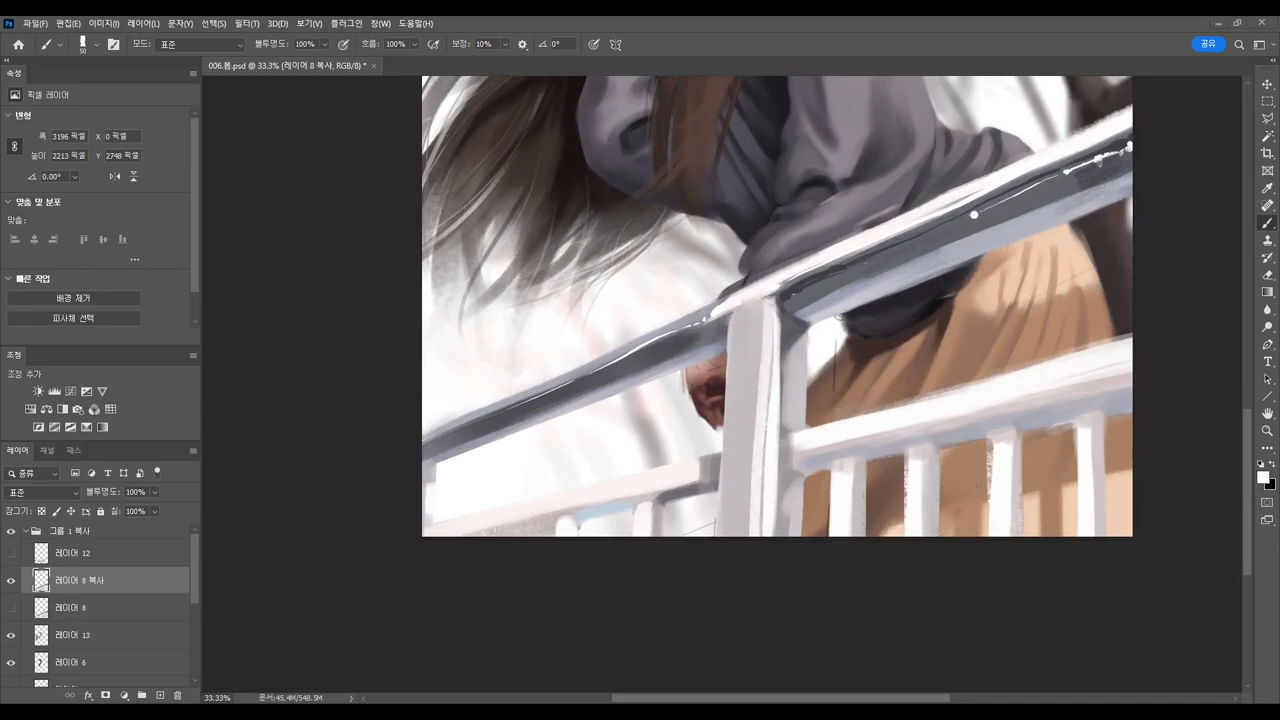 Ps 파일(F) 편집(E) 이미지(I) 레이어(L) 문자(Y) 선택(S) 필터(T) 3D(D) 보기(V) 플러그인 창(W) 도움말(H)
50 모드: 표준 불투명도: 100% 흐름: 100% 보정: 10% 0° 공유
006.봄.psd @ 33.3% (레이어 8 복사, RGB/8) *
속성
픽셀 레이어
변형
폭 3196 픽셀 X 0 픽셀
높이 2213 픽셀 Y 2748 픽셀
0.00°
맞춤 및 분포
맞춤:
빠른 작업
배경 제거
피사체 선택
조정
조정 추가
레이어 채널 패스
종류
표준 불투명도: 100%
잠그기: 칠: 100%
그룹 1 복사
레이어 12
레이어 8 복사
레이어 8
레이어 13
레이어 6
fx
33.33% 문서:45.4M/548.5M